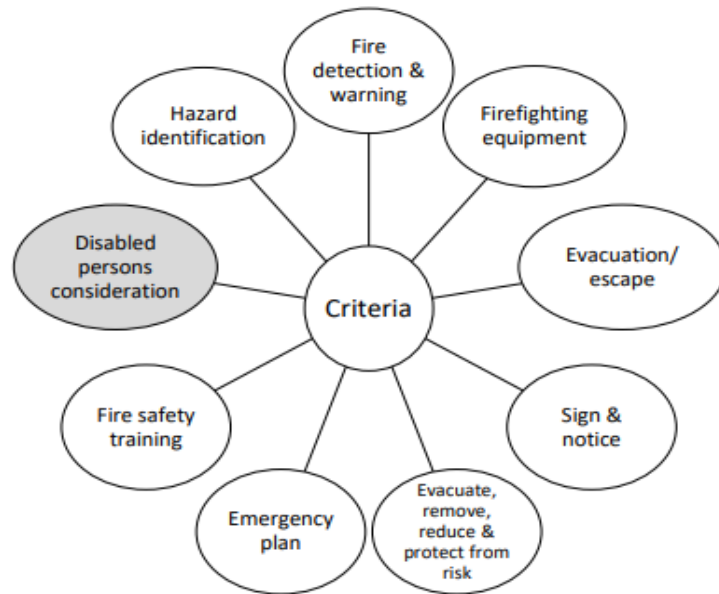 Fire
detection &
warning
Hazard
identification
Firefighting
equipment
Disabled
persons
consideration
Evacuation/
escape
Criteria
Fire safety
training
Sign &
notice
Emergency
plan
Evacuate,
remove,
reduce &
protect from
risk